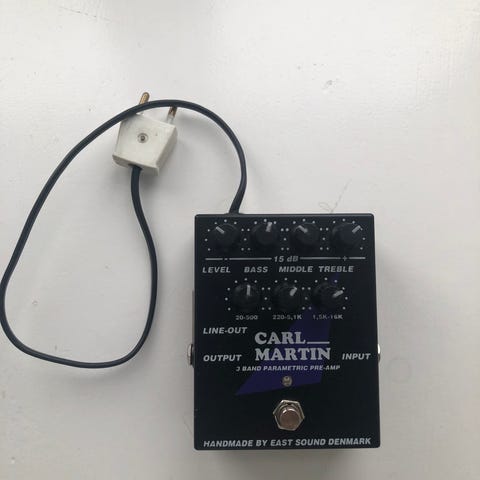 - 15 dB +
LEVEL BASS MIDDLE TREBLE
20-500 220-5,1K 1,5K-16K
LINE-OUT
CARL__
MARTIN
OUTPUT INPUT
3 BAND PARAMETRIC PRE-AMP
HANDMADE BY EAST SOUND DENMARK